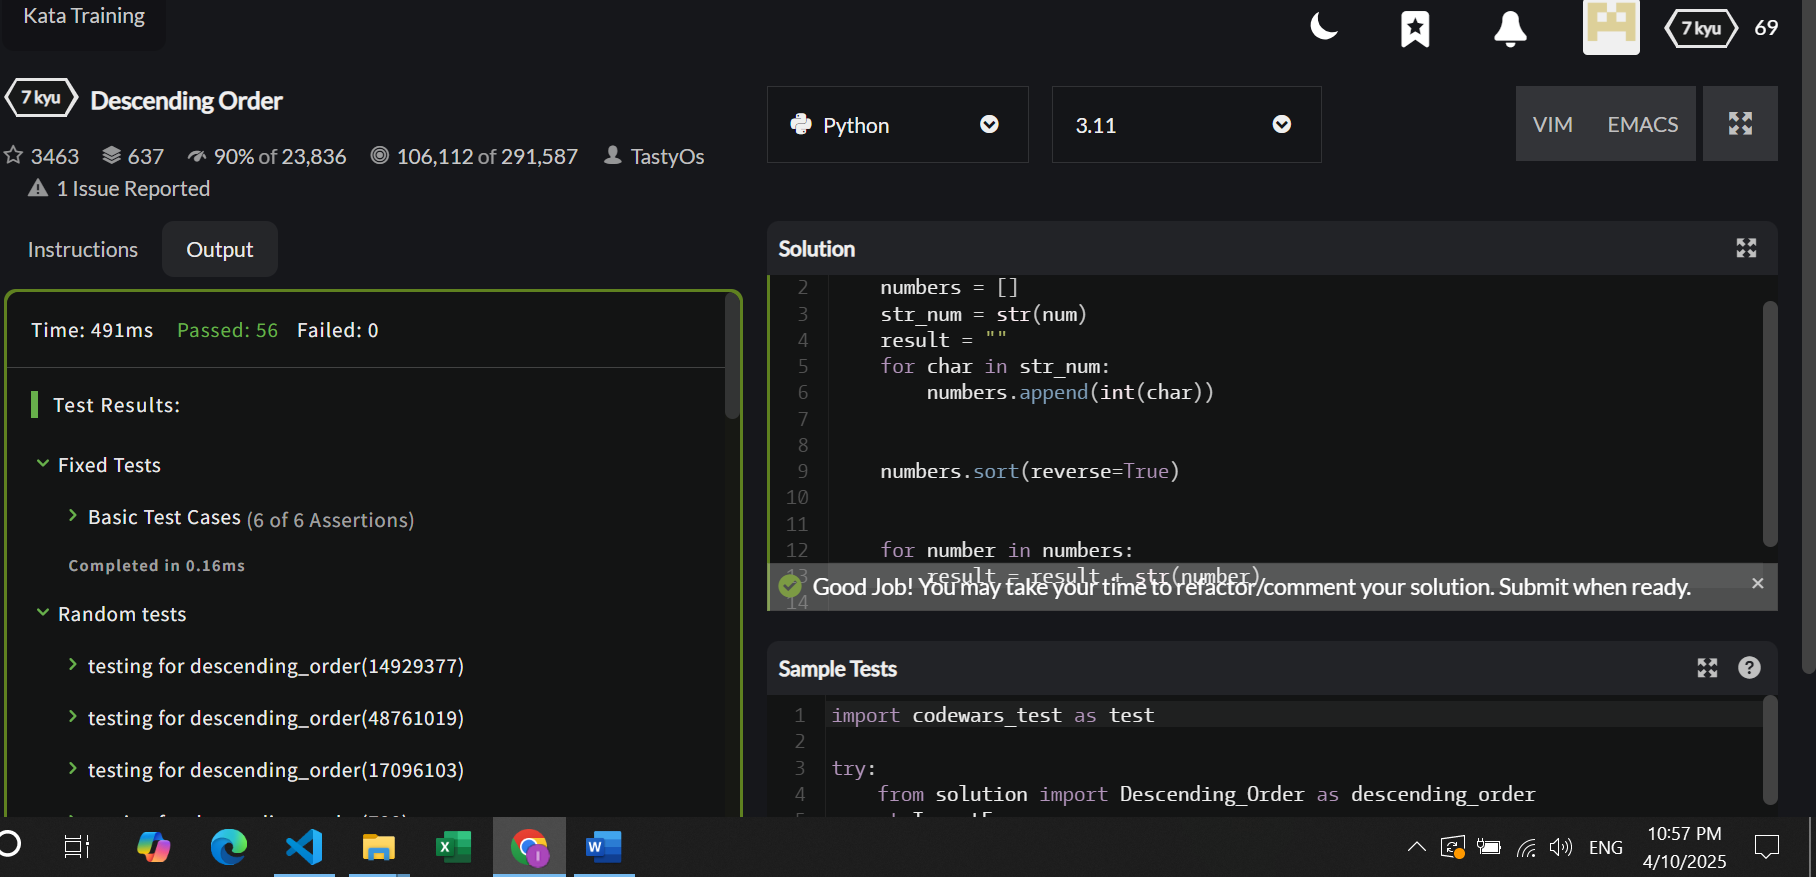 Kata Training
7 kyu 69
7 kyu Descending Order
3463 637 90% of 23,836 106,112 of 291,587 TastyOs
1 Issue Reported
Python
3.11
VIM EMACS
Instructions Output
Time: 491ms Passed: 56 Failed: 0
Test Results:
Fixed Tests
Basic Test Cases (6 of 6 Assertions)
Completed in 0.16ms
Random tests
testing for descending_order(14929377)
testing for descending_order(48761019)
testing for descending_order(17096103)
Solution
2 numbers = []
3 str_num = str(num)
4 result = ""
5 for char in str_num:
6 numbers.append(int(char))
7
8
9 numbers.sort(reverse=True)
10
11
12 for number in numbers:
13 result = result + str(number)
Good Job! You may take your time to refactor/comment your solution. Submit when ready.
14
Sample Tests
1 import codewars_test as test
2
3 try:
4 from solution import Descending_Order as descending_order
ENG
10:57 PM
4/10/2025